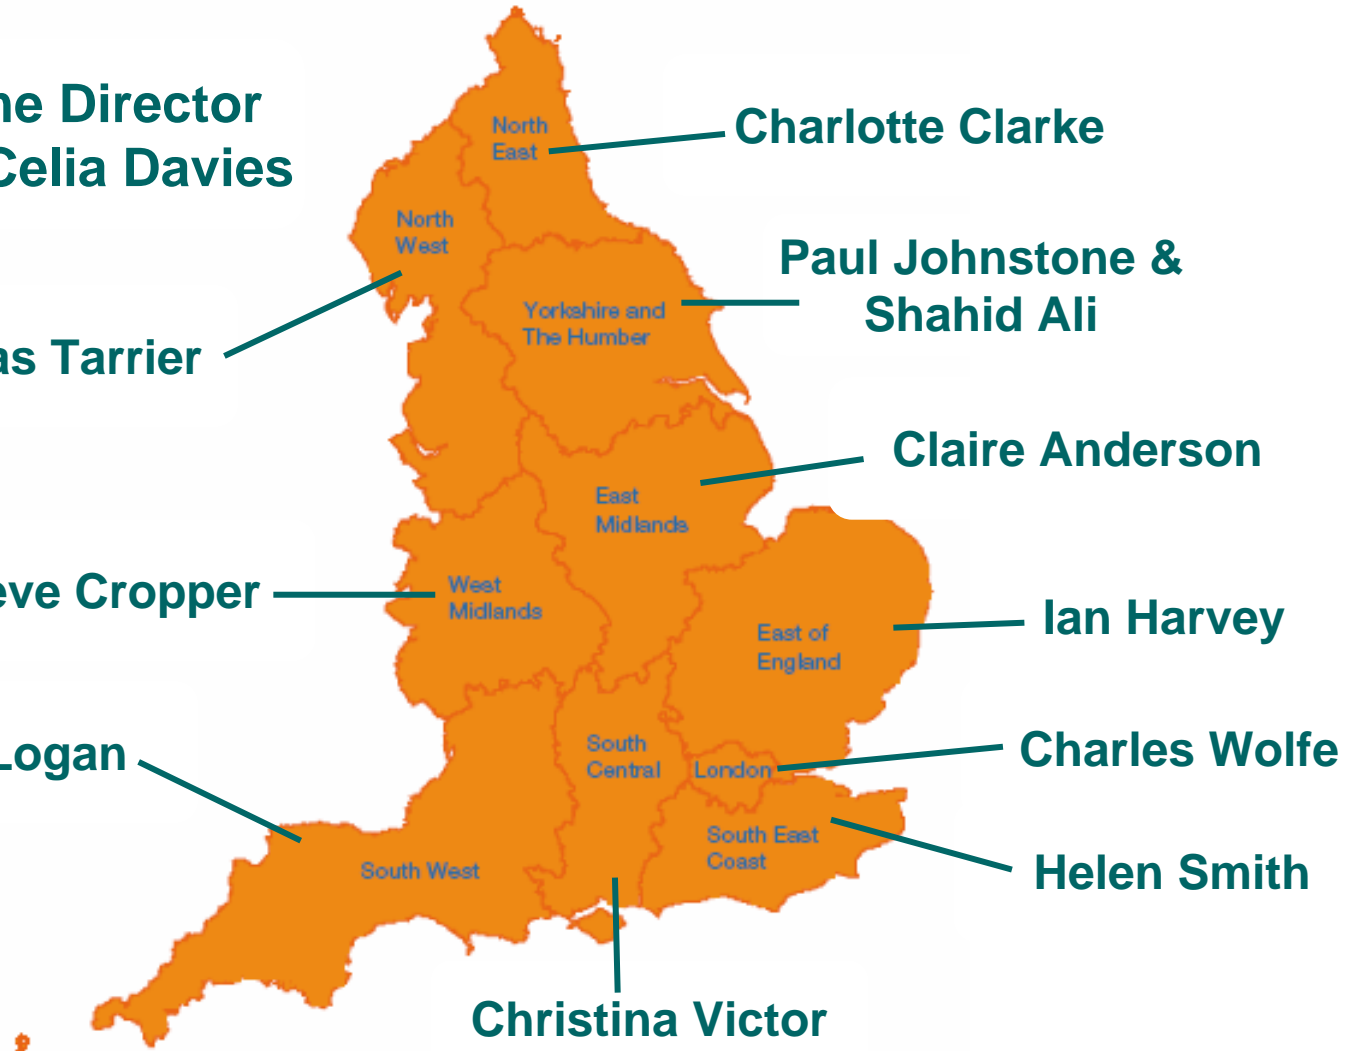 ne Director
Celia Davies
North
East
Charlotte Clarke
North
West
Paul Johnstone &
Shahid Ali
Yorkshire and
The Humber
as Tarrier
Claire Anderson
East
Midlands
eve Cropper
West
Midlands
Ian Harvey
East of
England
Logan
South
Central
London
Charles Wolfe
South East
Coast
South West
Helen Smith
Christina Victor